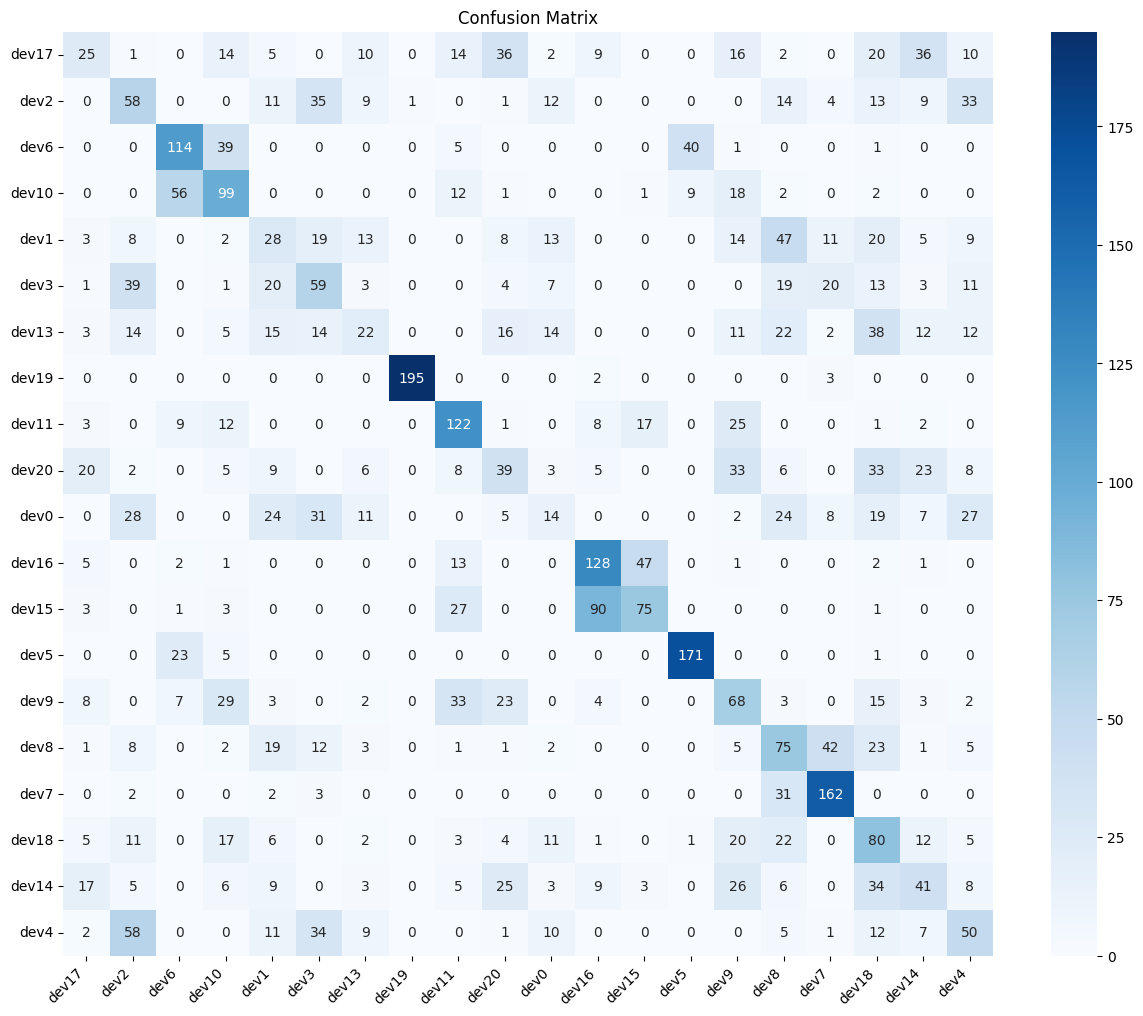 Confusion Matrix
dev17 25 1 0 14 5 0 10 0 14 36 2 9 0 0 16 2 0 20 36 10
dev2 0 58 0 0 11 35 9 1 0 1 12 0 0 0 0 14 4 13 9 33
dev6 0 0 114 39 0 0 0 0 5 0 0 0 0 40 1 0 0 1 0 0
dev10 0 0 56 99 0 0 0 0 12 1 0 0 1 9 18 2 0 2 0 0
dev1 3 8 0 2 28 19 13 0 0 8 13 0 0 0 14 47 11 20 5 9
dev3 1 39 0 1 20 59 3 0 0 4 7 0 0 0 0 19 20 13 3 11
dev13 3 14 0 5 15 14 22 0 0 16 14 0 0 0 11 22 2 38 12 12
dev19 0 0 0 0 0 0 0 195 0 0 0 2 0 0 0 0 3 0 0 0
dev11 3 0 9 12 0 0 0 0 122 1 0 8 17 0 25 0 0 1 2 0
dev20 20 2 0 5 9 0 6 0 8 39 3 5 0 0 33 6 0 33 23 8
dev0 0 28 0 0 24 31 11 0 0 5 14 0 0 0 2 24 8 19 7 27
dev16 5 0 2 1 0 0 0 0 13 0 0 128 47 0 1 0 0 2 1 0
dev15 3 0 1 3 0 0 0 0 27 0 0 90 75 0 0 0 0 1 0 0
dev5 0 0 23 5 0 0 0 0 0 0 0 0 0 171 0 0 0 1 0 0
dev9 8 0 7 29 3 0 2 0 33 23 0 4 0 0 68 3 0 15 3 2
dev8 1 8 0 2 19 12 3 0 1 1 2 0 0 0 5 75 42 23 1 5
dev7 0 2 0 0 2 3 0 0 0 0 0 0 0 0 0 31 162 0 0 0
dev18 5 11 0 17 6 0 2 0 3 4 11 1 0 1 20 22 0 80 12 5
dev14 17 5 0 6 9 0 3 0 5 25 3 9 3 0 26 6 0 34 41 8
dev4 2 58 0 0 11 34 9 0 0 1 10 0 0 0 0 5 1 12 7 50
dev17 dev2 dev6 dev10 dev1 dev3 dev13 dev19 dev11 dev20 dev0 dev16 dev15 dev5 dev9 dev8 dev7 dev18 dev14 dev4
175
150
125
100
75
50
25
0